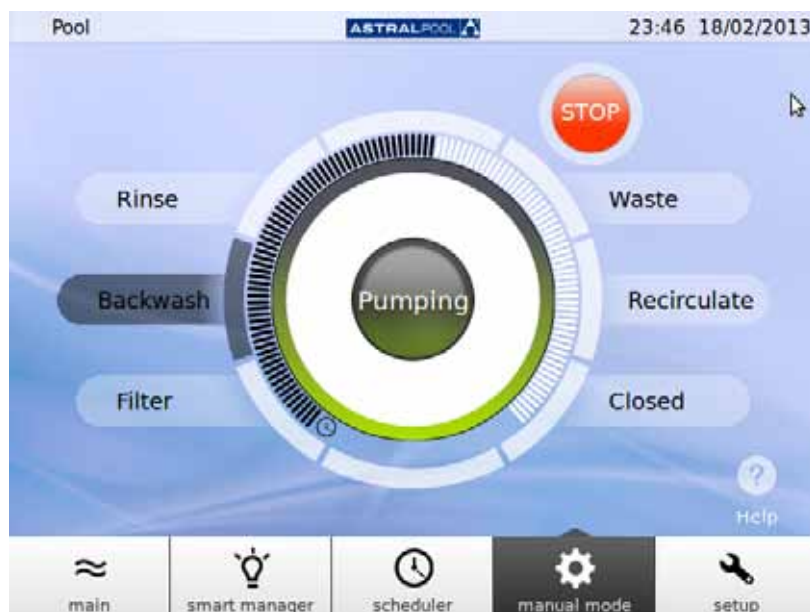 Pool
ASTRALPOOL
23:46 18/02/2013
STOP
Rinse
Waste
Backwash
Pumping
Recirculate
Filter
Closed
?
Help
main
smart manager
scheduler
manual mode
setup